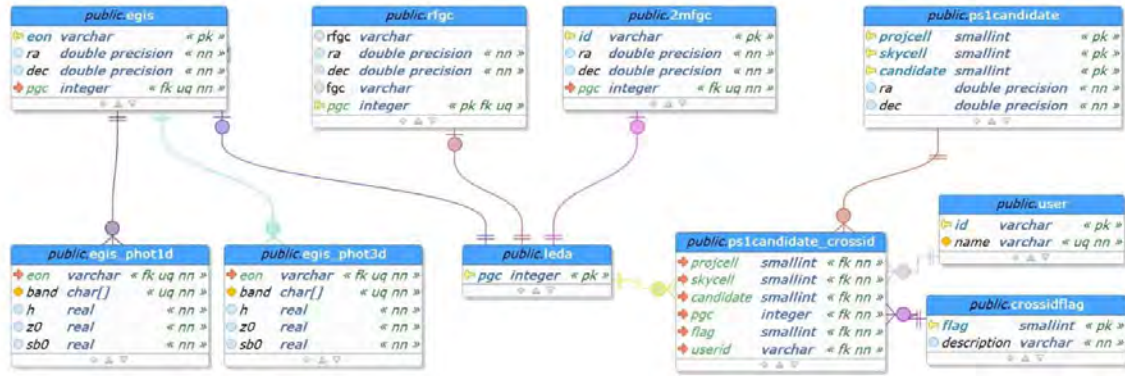 public.egis
eon varchar « pk »
ra double precision « nn »
dec double precision « nn »
pgc integer « fk uq nn »
public.rfgc
rfgc varchar
ra double precision « nn »
dec double precision « nn »
fgc varchar
pgc integer « pk fk uq »
public.2mfgc
id varchar « pk »
ra double precision « nn »
dec double precision « nn »
pgc integer « fk uq nn »
public.ps1candidate
projcell smallint « pk »
skycell smallint « pk »
candidate smallint « pk »
ra double precision « nn »
dec double precision « nn »
public.egis_phot1d
eon varchar « fk uq nn »
band char[] « uq nn »
h real « nn »
z0 real « nn »
sb0 real « nn »
public.egis_phot3d
eon varchar « fk uq nn »
band char[] « uq nn »
h real « nn »
z0 real « nn »
sb0 real « nn »
public.leda
pgc integer « pk »
public.ps1candidate_crossid
projcell smallint « fk nn »
skycell smallint « fk nn »
candidate smallint « fk nn »
pgc integer « fk nn »
flag smallint « fk nn »
userid varchar « fk nn »
public.user
id varchar « pk »
name varchar « uq nn »
public.crossidflag
flag smallint « pk »
description varchar « nn »